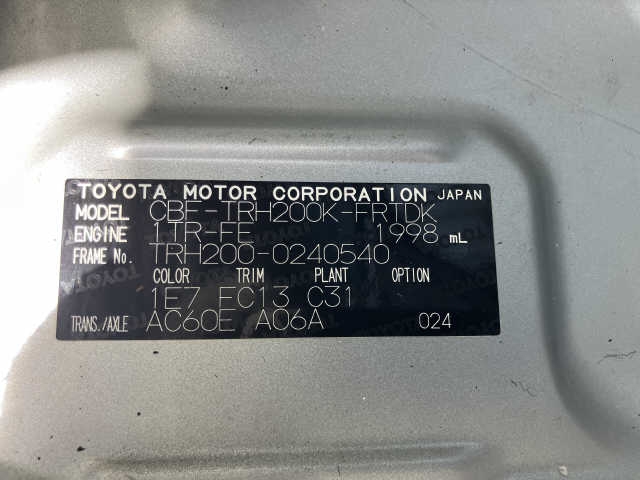 TOYOTA MOTOR CORPORATION JAPAN
MODEL CBF-TRH200K-FRTDK
ENGINE 1TR-FE 1998 mL
FRAME No. TRH200-0240540
COLOR TRIM PLANT OPTION
1E7 EC13 C31
TRANS./AXLE AC60E A06A 024